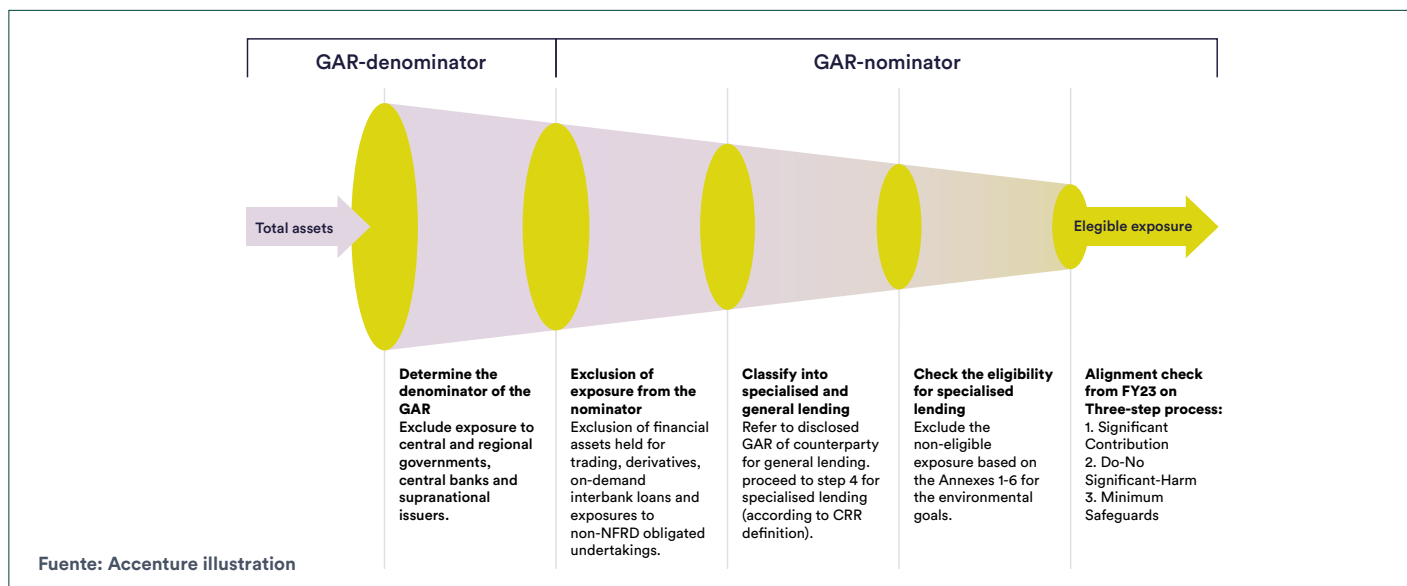 GAR-denominator
GAR-nominator
Total assets
Elegible exposure
Determine the
denominator of the
GAR
Exclude exposure to
central and regional
governments,
central banks and
supranational
issuers.
Exclusion of
exposure from the
nominator
Exclusion of financial
assets held for
trading, derivatives,
on-demand
interbank loans and
exposures to
non-NFRD obligated
undertakings.
Classify into
specialised and
general lending
Refer to disclosed
GAR of counterparty
for general lending.
proceed to step 4 for
specialised lending
(according to CRR
definition).
Check the eligibility
for specialised
lending
Exclude the
non-eligible
exposure based on
the Annexes 1-6 for
the environmental
goals.
Alignment check
from FY23 on
Three-step process:
1. Significant
Contribution
2. Do-No
Significant-Harm
3. Minimum
Safeguards
Fuente: Accenture illustration